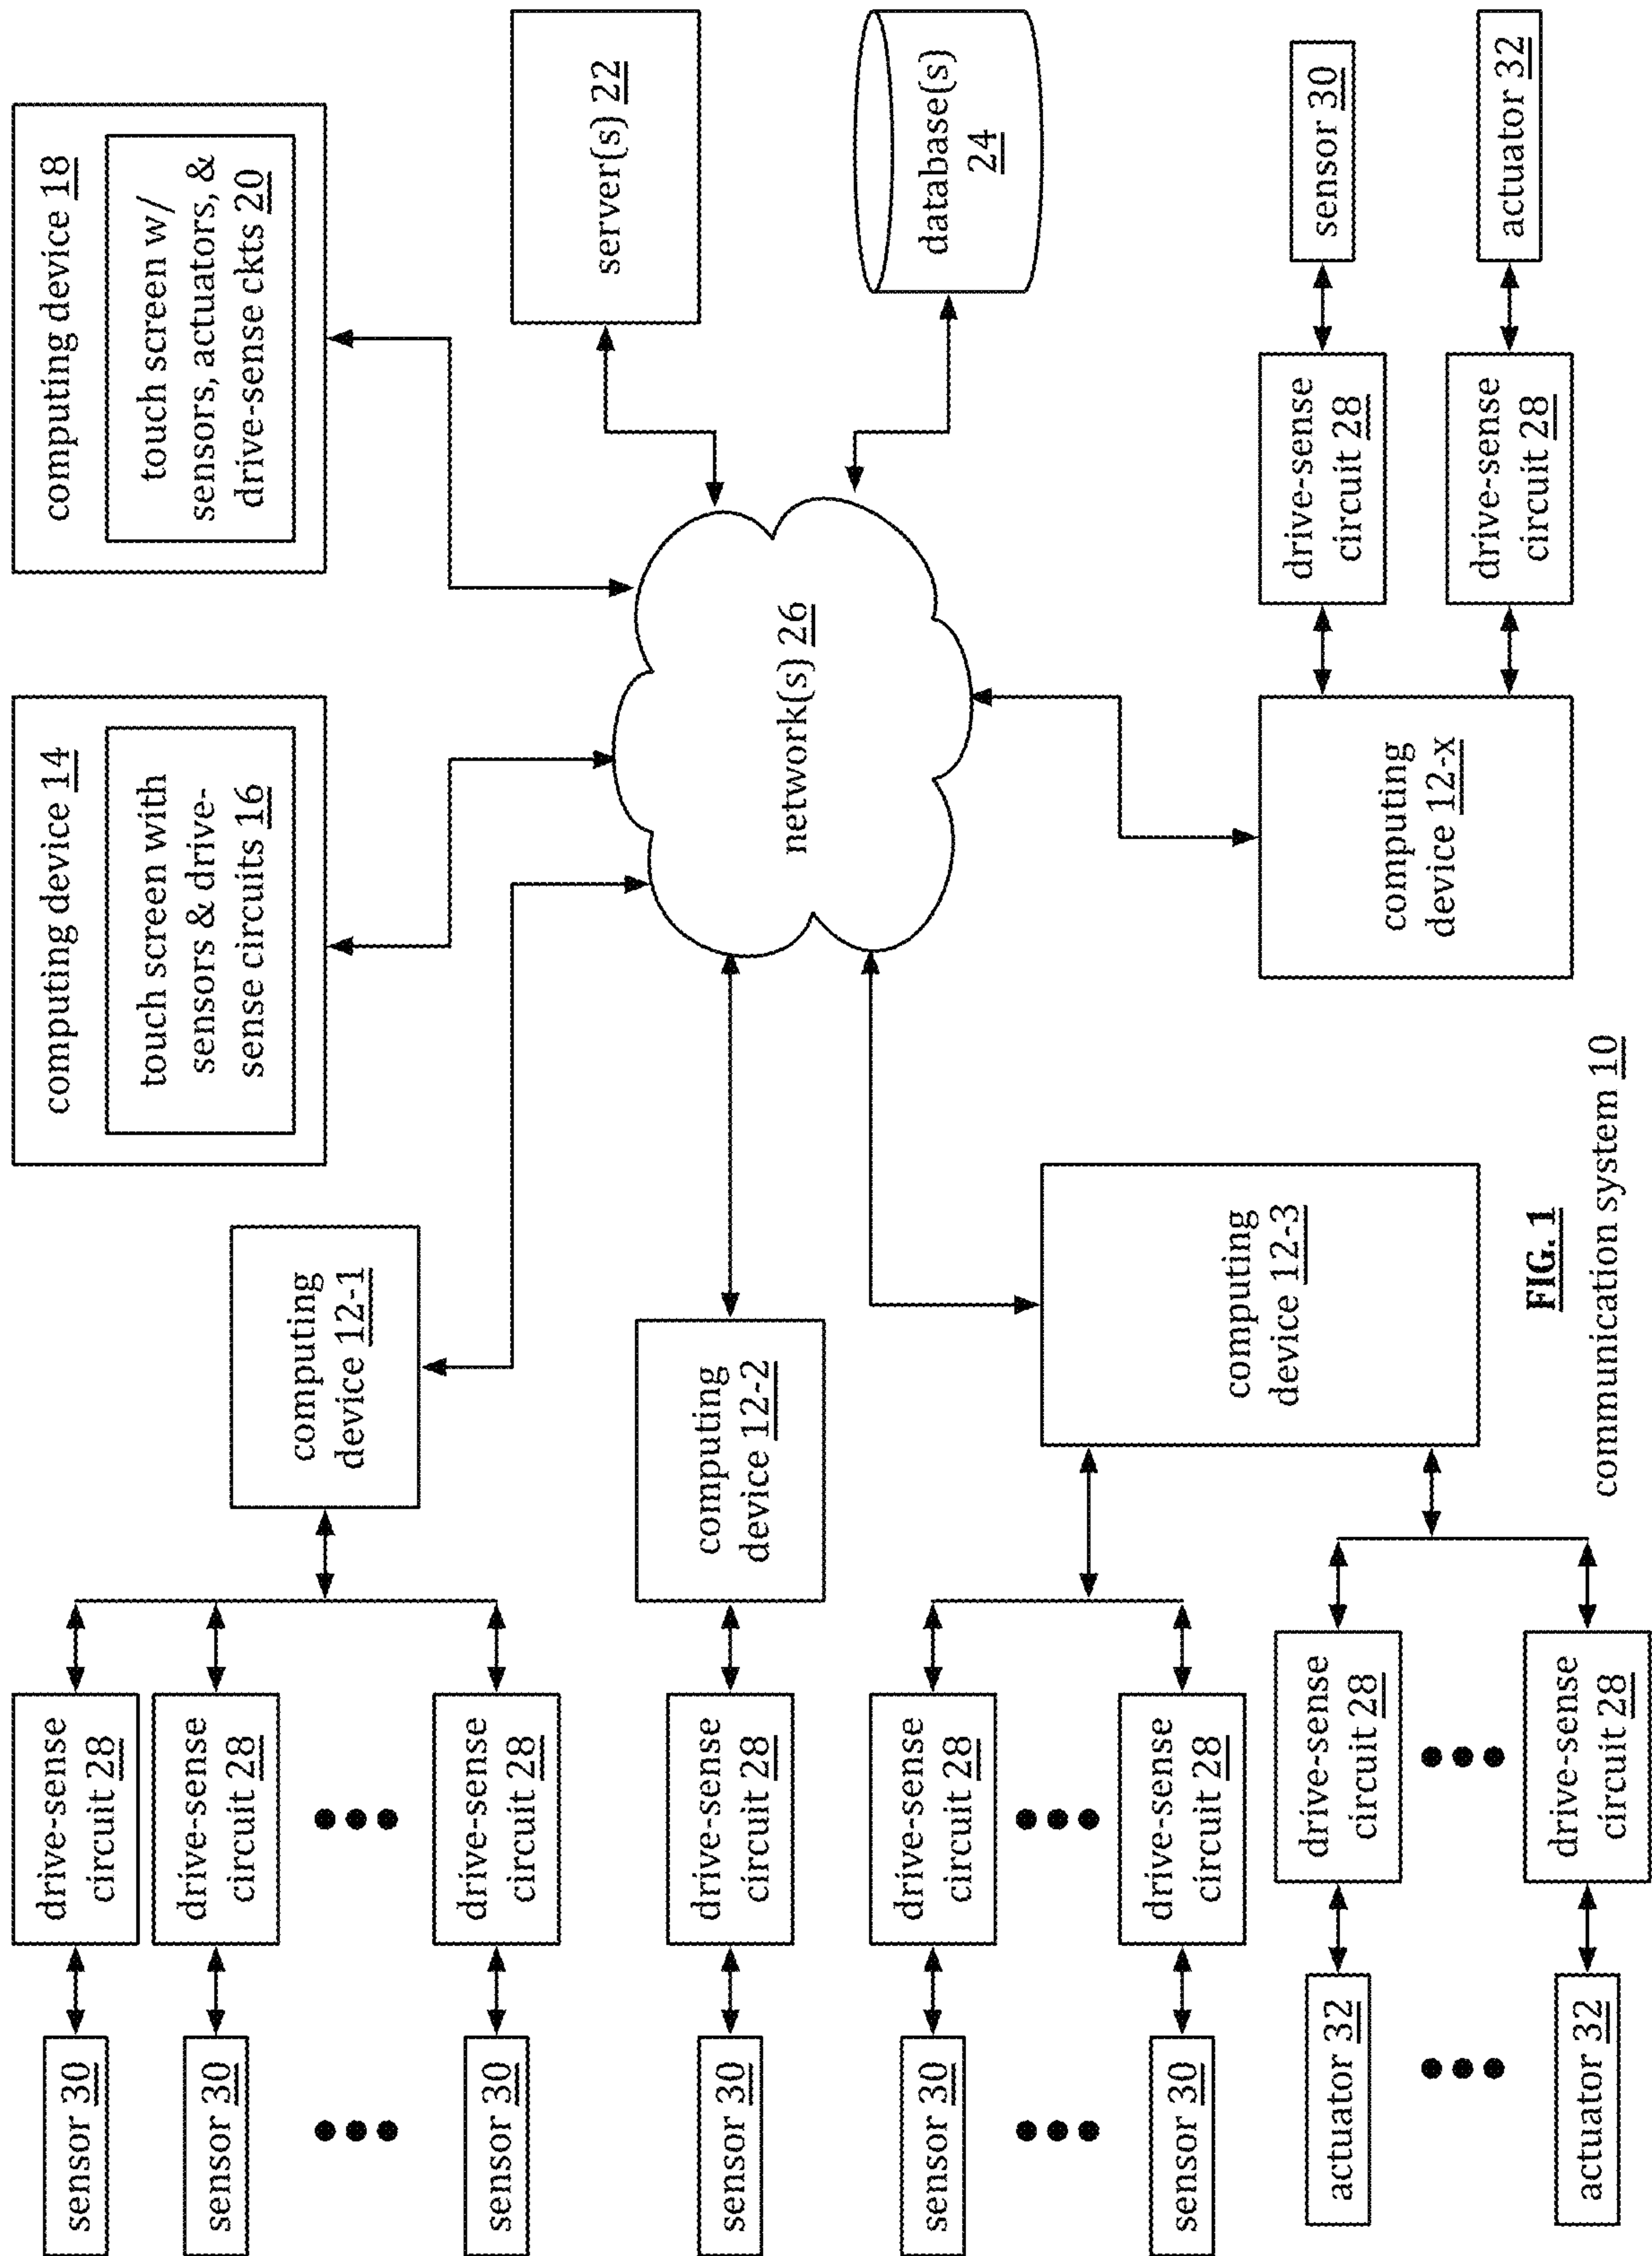 computing device 14
touch screen with
sensors & drive-
sense circuits 16
computing device 18
touch screen w/
sensors, actuators, &
drive-sense ckts 20
sensor 30
drive-sense
circuit 28
sensor 30
drive-sense
circuit 28
sensor 30
drive-sense
circuit 28
computing
device 12-1
server(s) 22
sensor 30
drive-sense
circuit 28
computing
device 12-2
network(s) 26
database(s)
24
sensor 30
drive-sense
circuit 28
sensor 30
drive-sense
circuit 28
computing
device 12-3
actuator 32
drive-sense
circuit 28
actuator 32
drive-sense
circuit 28
computing
device 12-x
drive-sense
circuit 28
sensor 30
drive-sense
circuit 28
actuator 32
FIG. 1
communication system 10